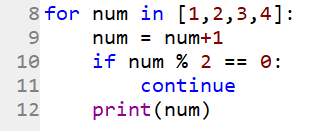 8 for num in [1,2,3,4]:
9     num = num+1
10     if num % 2 == 0:
11         continue
12     print(num)